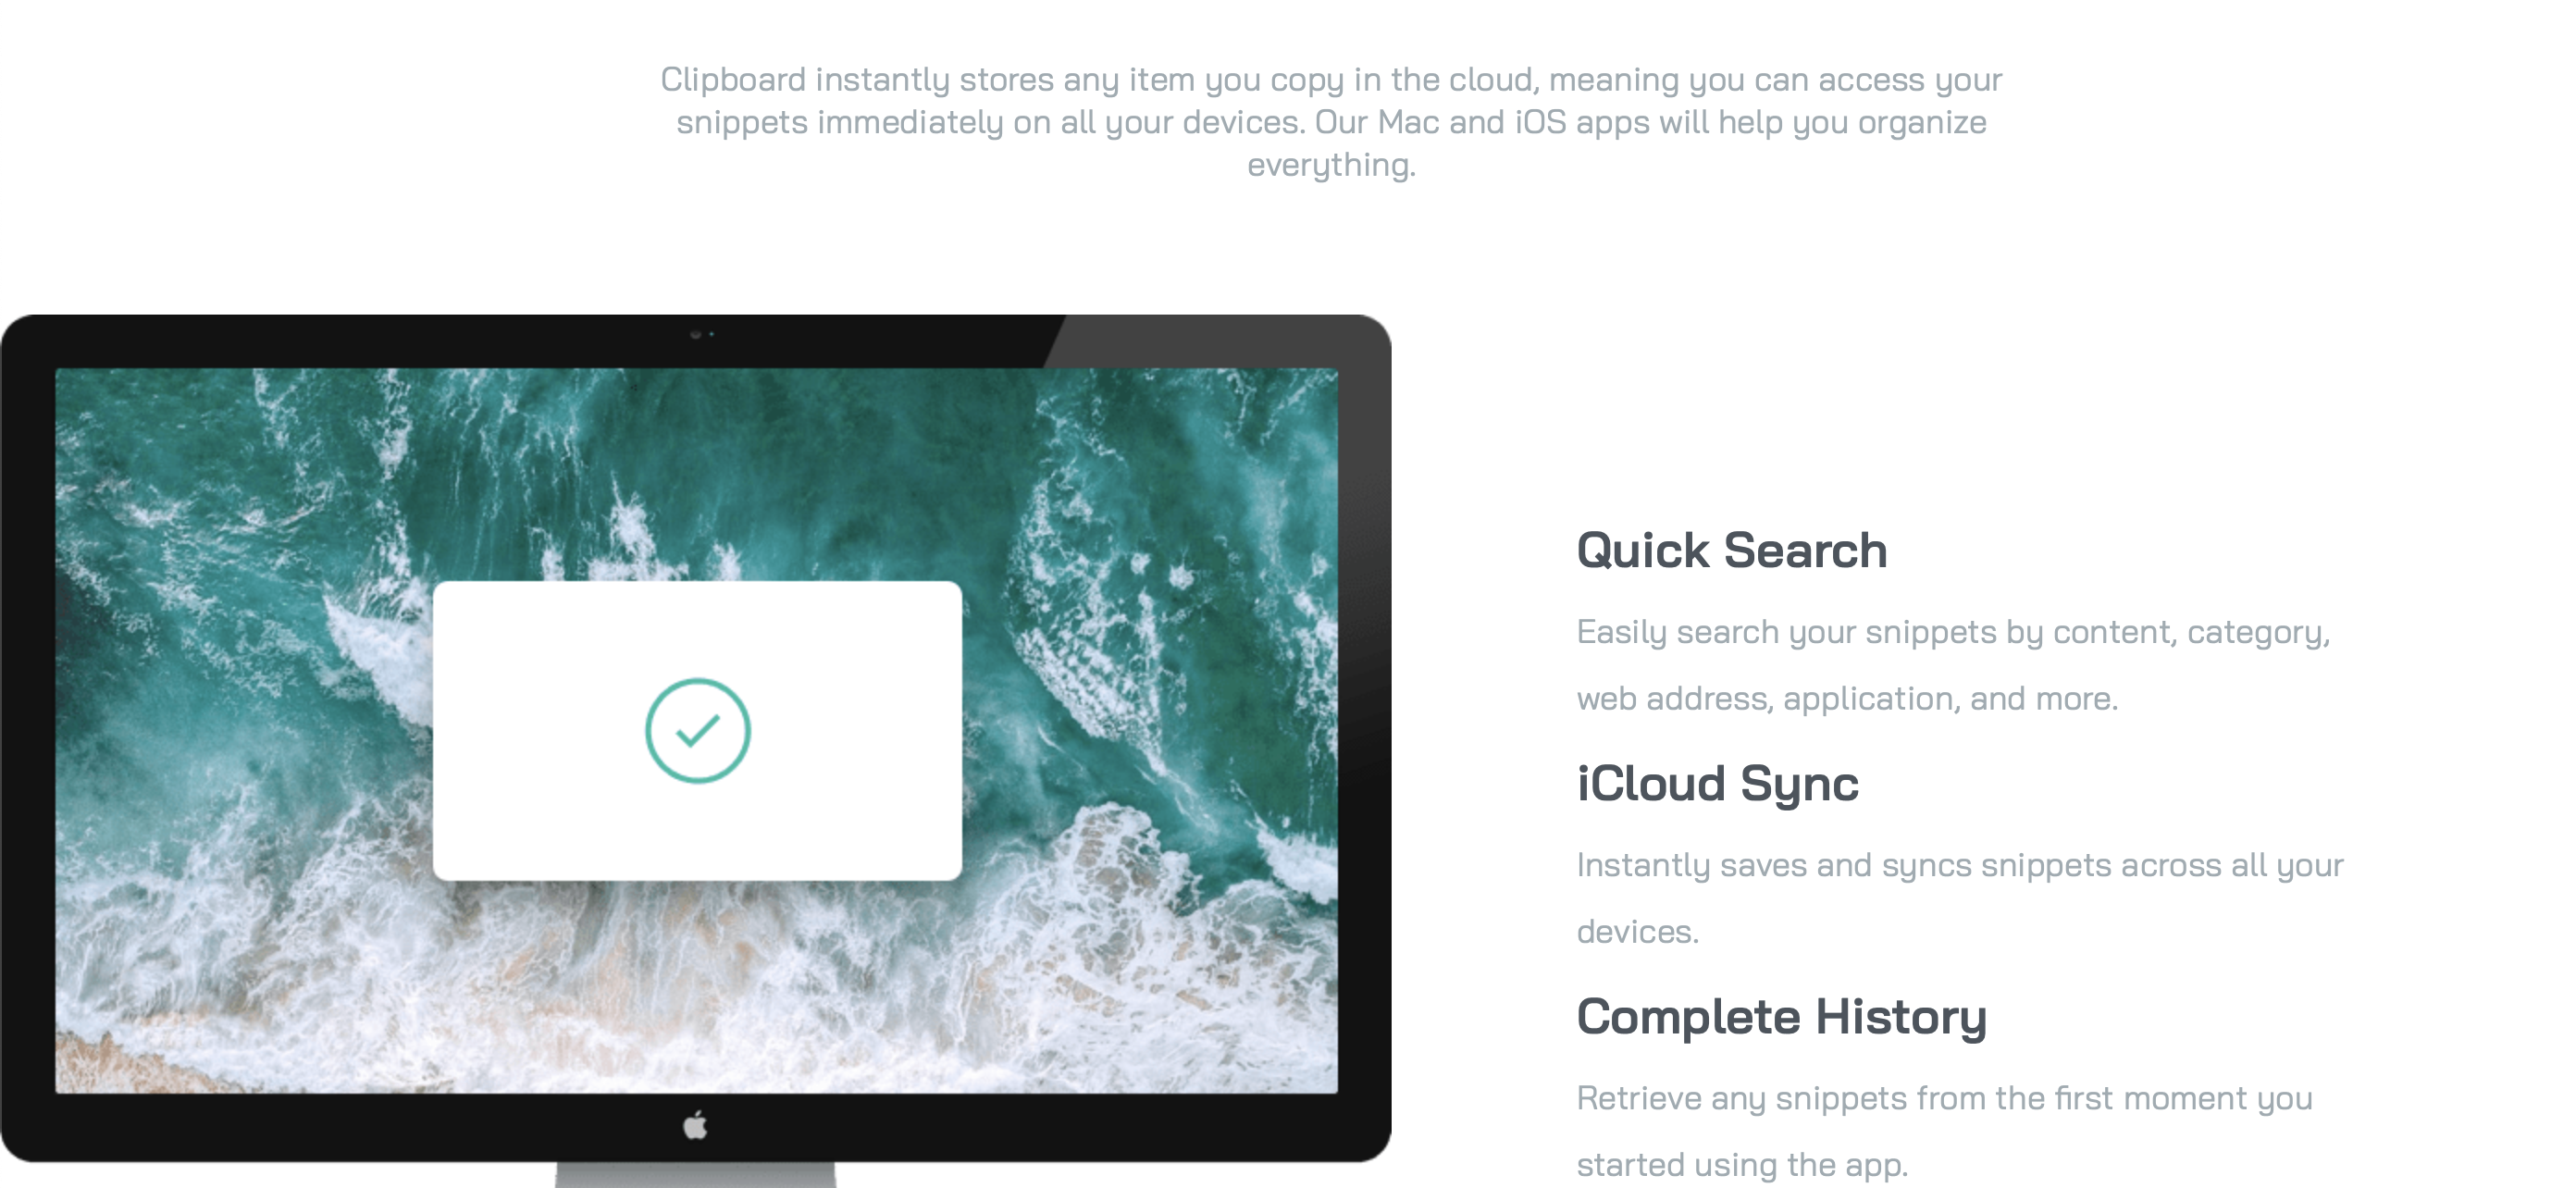 Clipboard instantly stores any item you copy in the cloud, meaning you can access your
snippets immediately on all your devices. Our Mac and iOS apps will help you organize
everything.
Quick Search
Easily search your snippets by content, category,
web address, application, and more.
iCloud Sync
Instantly saves and syncs snippets across all your
devices.
Complete History
Retrieve any snippets from the first moment you
started using the app.